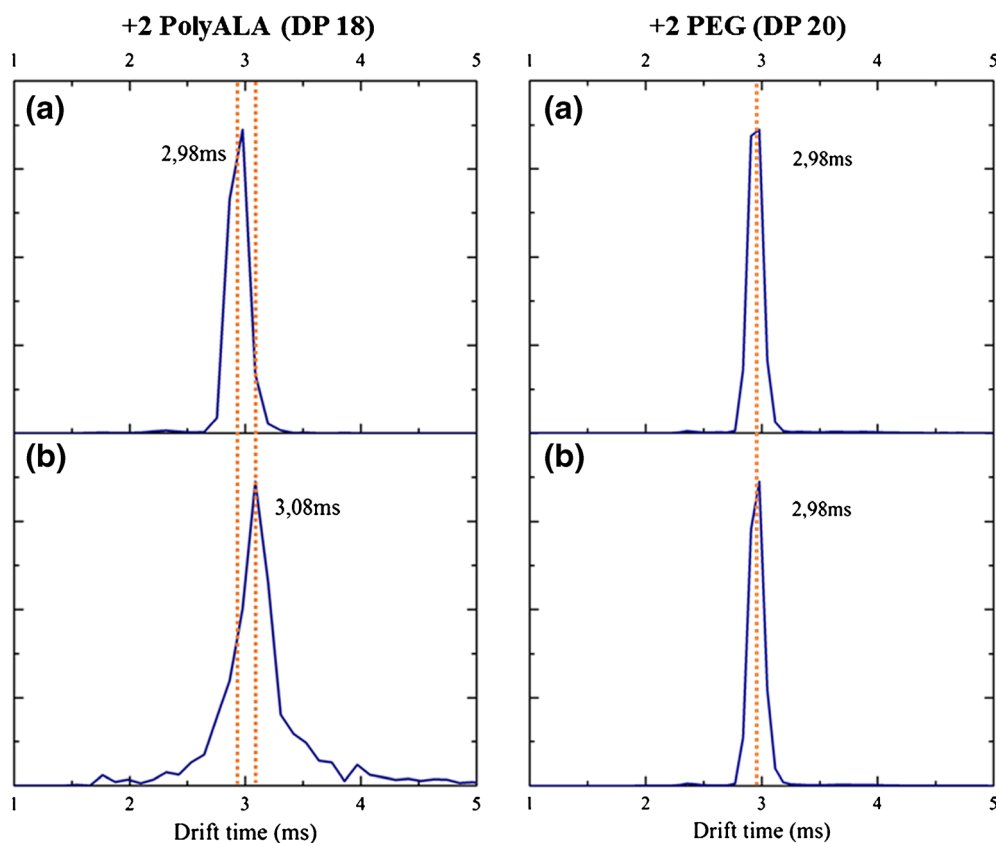 +2 PolyALA (DP 18)
1 2 3 4 5
(a)
2,98ms
(b)
3,08ms
1 2 3 4 5
Drift time (ms)
+2 PEG (DP 20)
1 2 3 4 5
(a)
2,98ms
(b)
2,98ms
1 2 3 4 5
Drift time (ms)